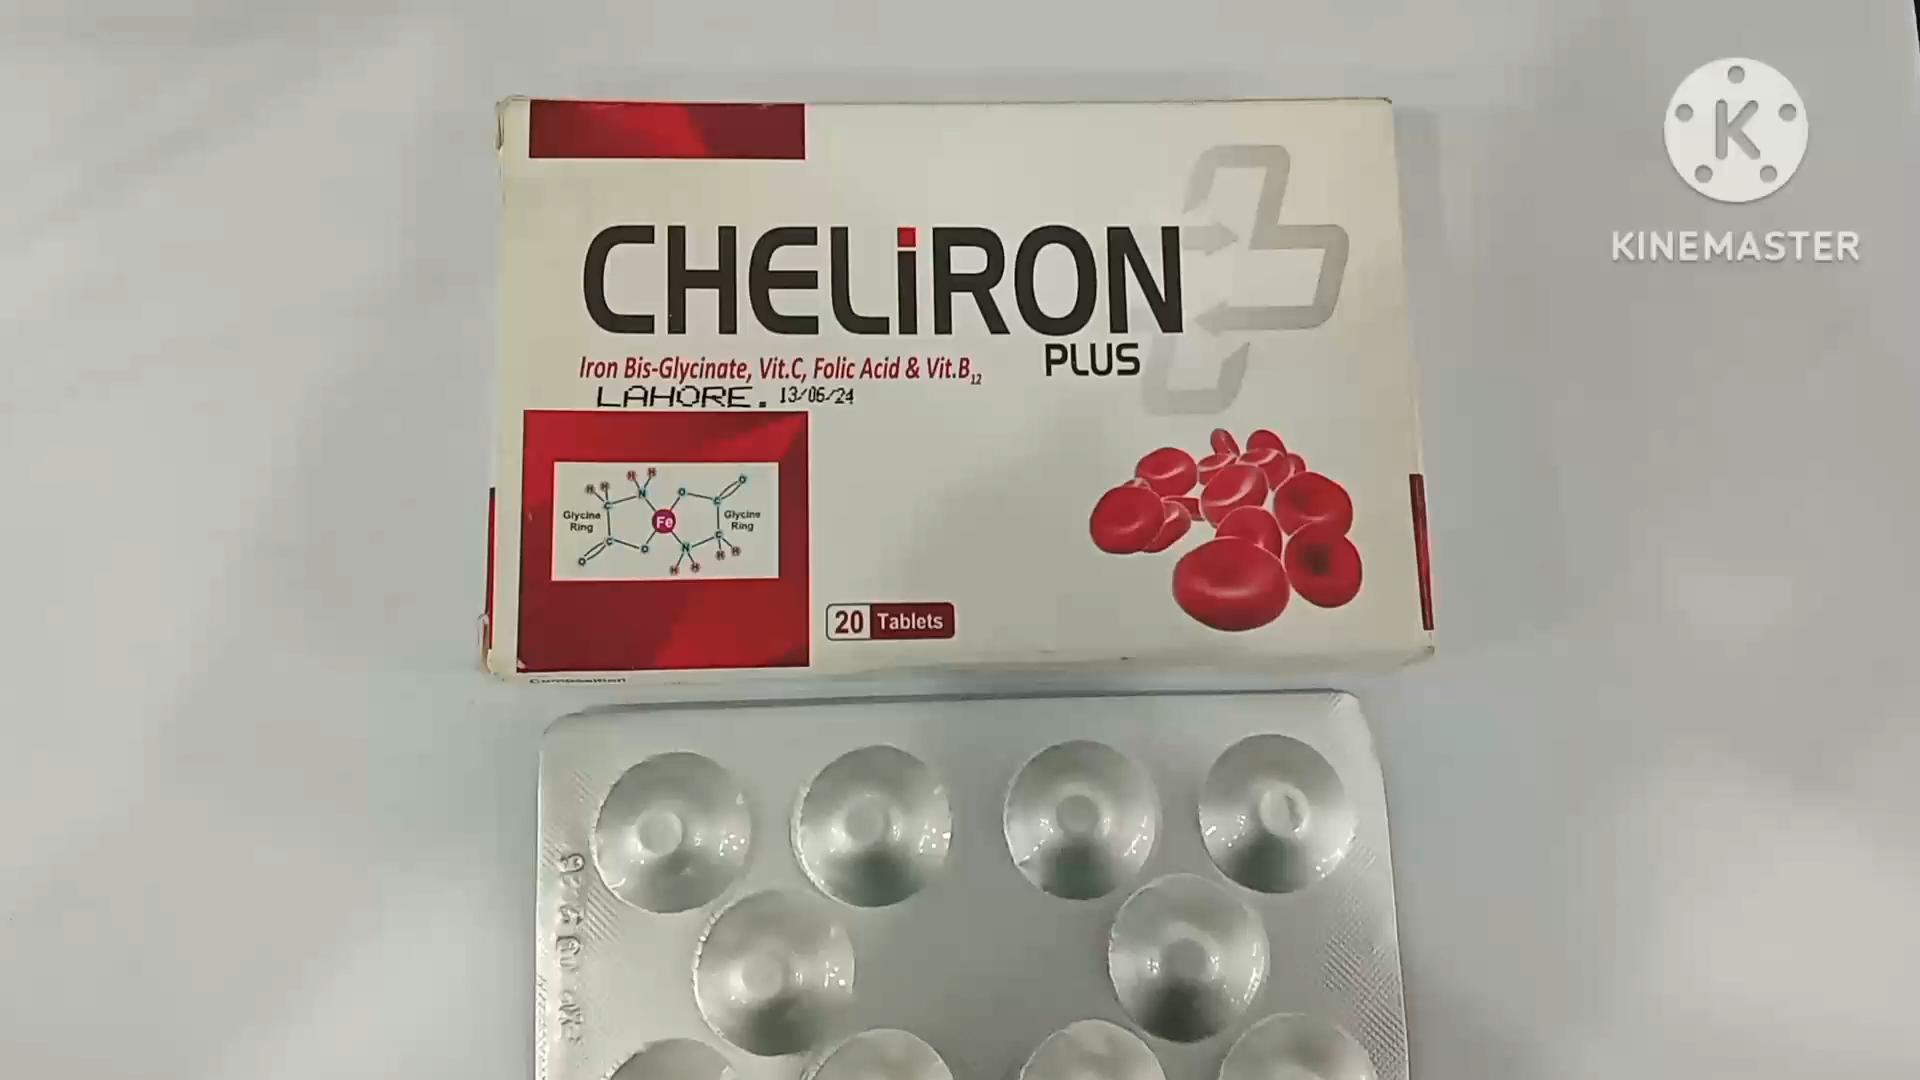 CHELiRON
PLUS
Iron Bis-Glycinate, Vit.C, Folic Acid & Vit.B12
LAHORE. 13/06/24
Glycine
Ring
Fe
Glycine
Ring
H H
H H
N
O
C
O
C
C
O
O
C
N
H H
H H
20 Tablets
Composition
K
KINEMASTER